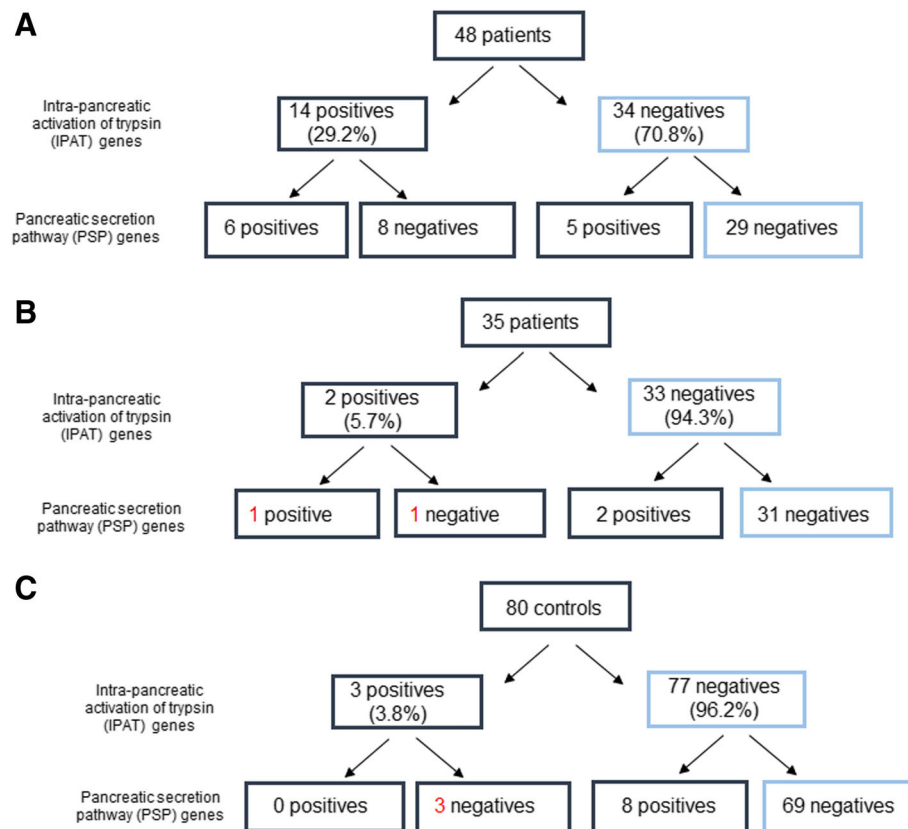 A
48 patients
Intra-pancreatic
activation of trypsin
(IPAT) genes
14 positives
(29.2%)
34 negatives
(70.8%)
Pancreatic secretion
pathway (PSP) genes
6 positives
8 negatives
5 positives
29 negatives
B
35 patients
Intra-pancreatic
activation of trypsin
(IPAT) genes
2 positives
(5.7%)
33 negatives
(94.3%)
Pancreatic secretion
pathway (PSP) genes
1 positive
1 negative
2 positives
31 negatives
C
80 controls
Intra-pancreatic
activation of trypsin
(IPAT) genes
3 positives
(3.8%)
77 negatives
(96.2%)
Pancreatic secretion
pathway (PSP) genes
0 positives
3 negatives
8 positives
69 negatives